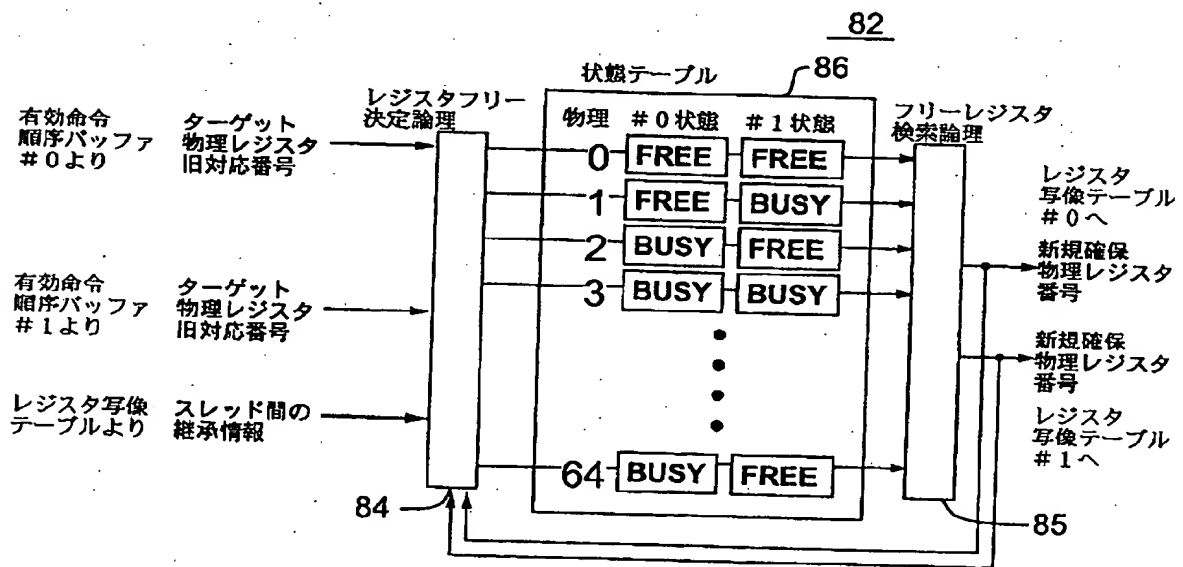 82
86
状態テーブル
レジスタフリー
決定論理
有効命令
順序バッファ
#0より
ターゲット
物理レジスタ
旧対応番号
物理 #0状態 #1状態
フリーレジスタ
検索論理
0 FREE FREE
1 FREE BUSY
2 BUSY FREE
3 BUSY BUSY
64 BUSY FREE
有効命令
順序バッファ
#1より
ターゲット
物理レジスタ
旧対応番号
レジスタ写像
テーブルより
スレッド間の
継承情報
レジスタ
写像テーブル
#0へ
新規確保
物理レジスタ
番号
新規確保
物理レジスタ
番号
レジスタ
写像テーブル
#1へ
84
85